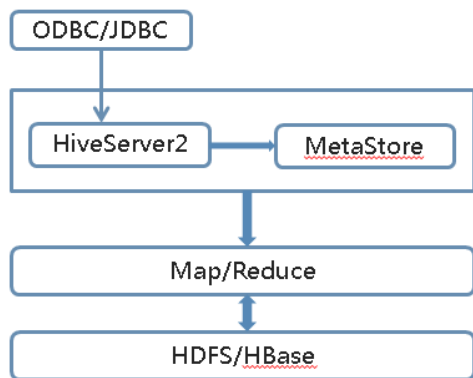 ODBC/JDBC
HiveServer2
MetaStore
Map/Reduce
HDFS/HBase